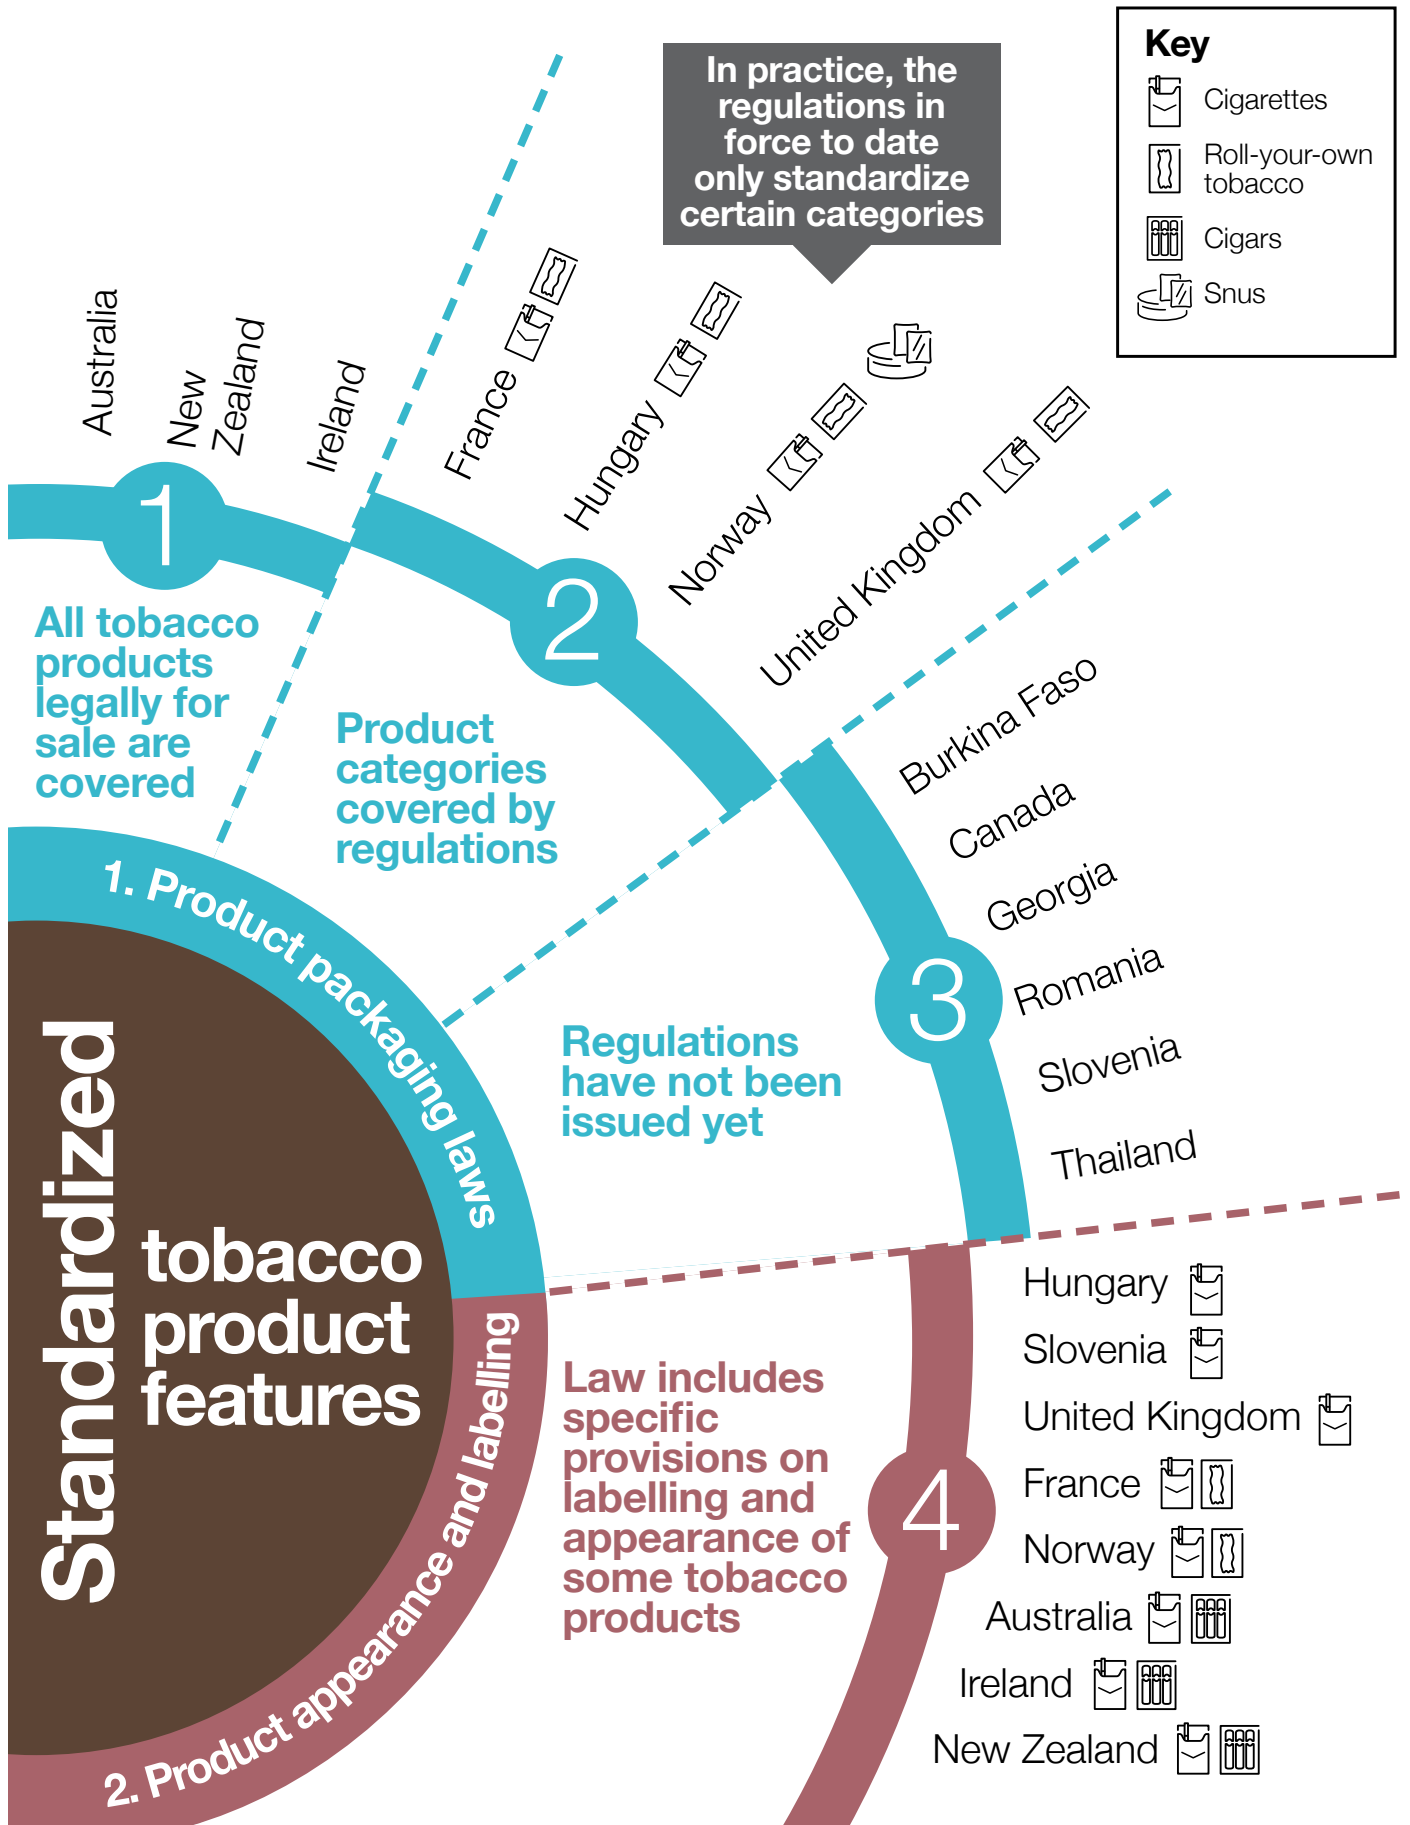 Key
Cigarettes
Roll-your-own
tobacco
Cigars
Snus
In practice, the
regulations in
force to date
only standardize
certain categories
Australia
New
Zealand
Ireland
France
Hungary
Norway
United Kingdom
1
All tobacco
products
legally for
sale are
covered
2
Product
categories
covered by
regulations
Burkina Faso
Canada
Georgia
Romania
Slovenia
Thailand
3
Regulations
have not been
issued yet
1. Product packaging laws
Standardized
tobacco
product
features
2. Product appearance and labelling
Law includes
specific
provisions on
labelling and
appearance of
some tobacco
products
4
Hungary
Slovenia
United Kingdom
France
Norway
Australia
Ireland
New Zealand